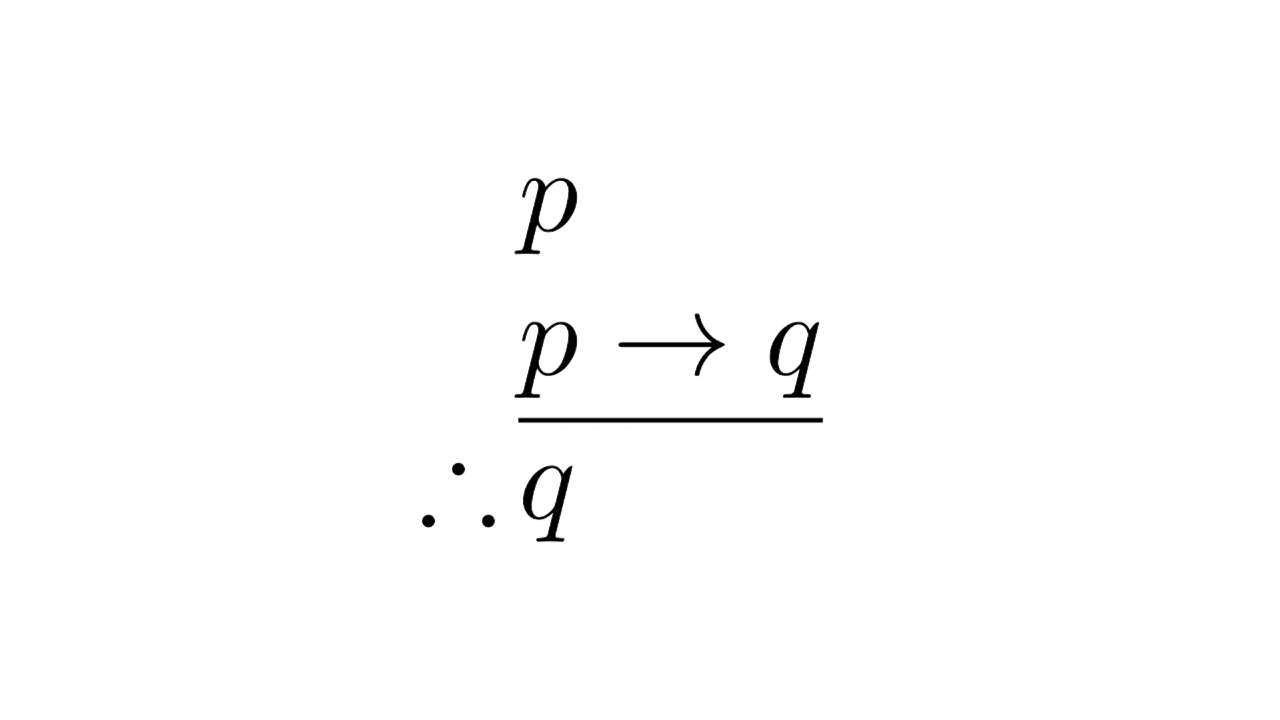 p
p → q
∴ q